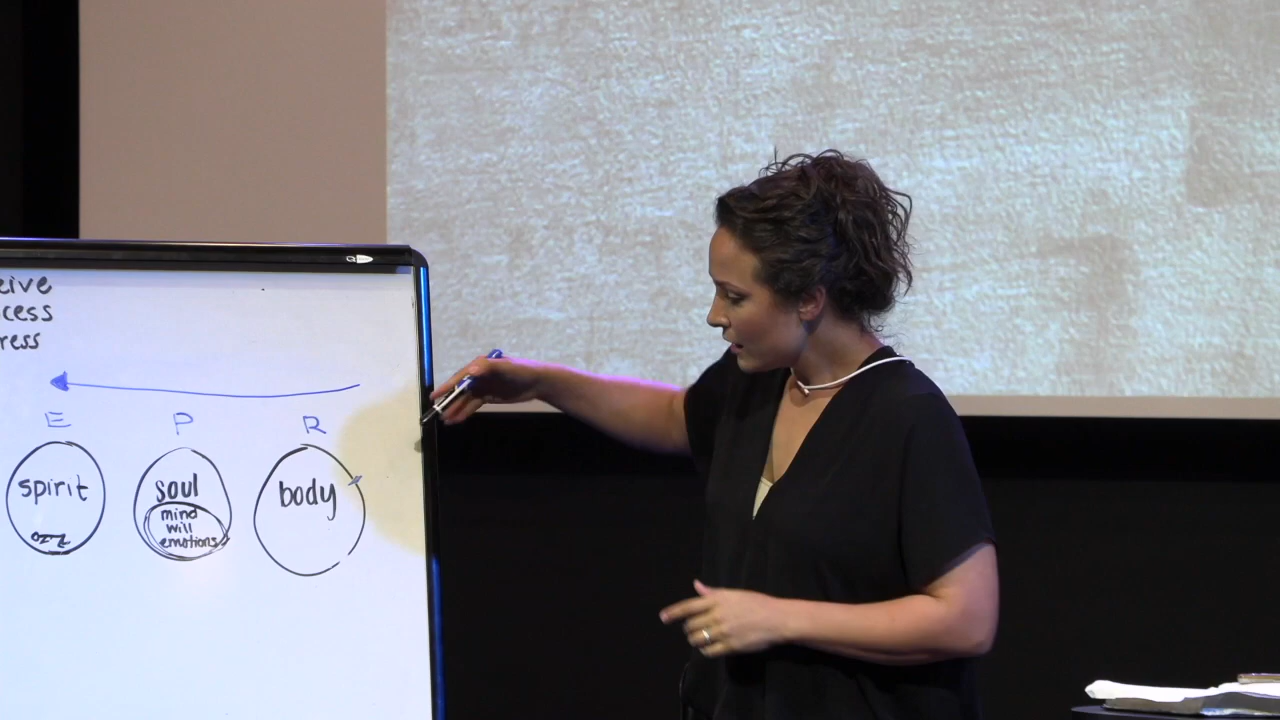 eive
cess
ress
E P R
spirit soul body
mind
will
emotions